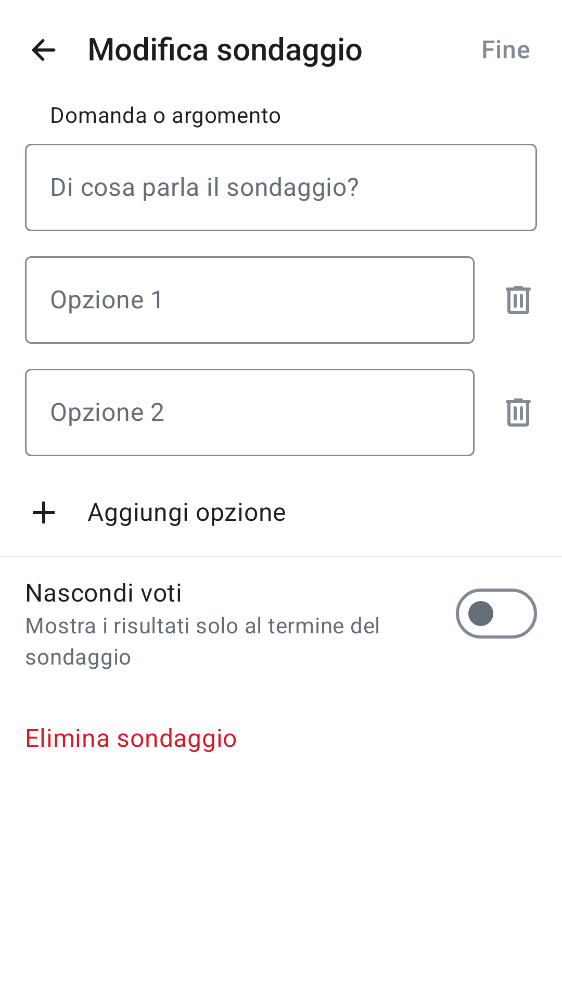 Modifica sondaggio
Fine
Domanda o argomento
Di cosa parla il sondaggio?
Opzione 1
Opzione 2
Aggiungi opzione
Nascondi voti
Mostra i risultati solo al termine del
sondaggio
Elimina sondaggio